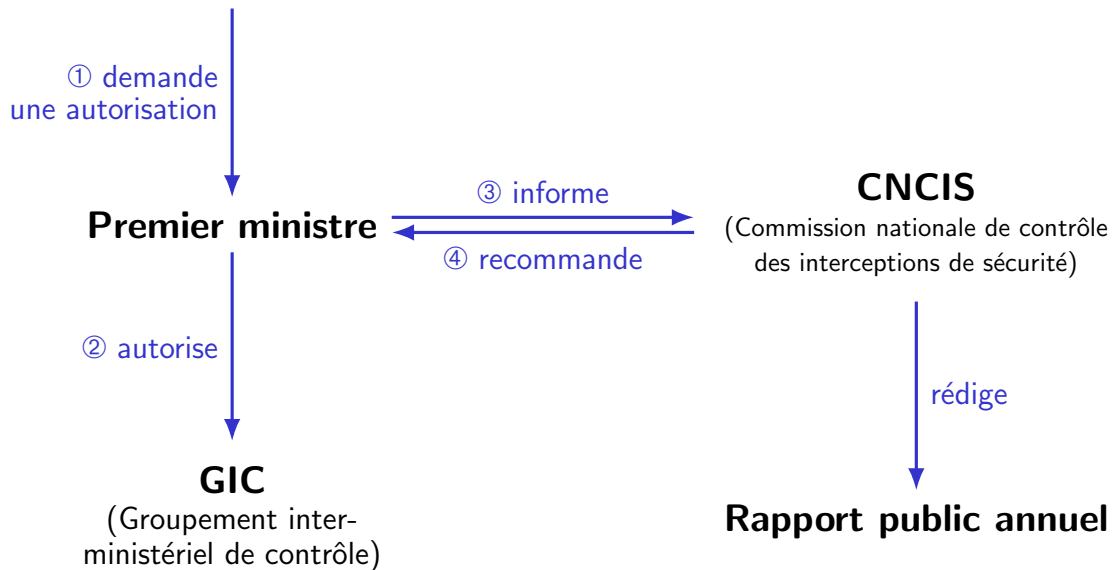 ① demande
une autorisation
Premier ministre
③ informe
④ recommande
CNCIS
(Commission nationale de contrôle
des interceptions de sécurité)
② autorise
rédige
GIC
(Groupement inter-
ministériel de contrôle)
Rapport public annuel